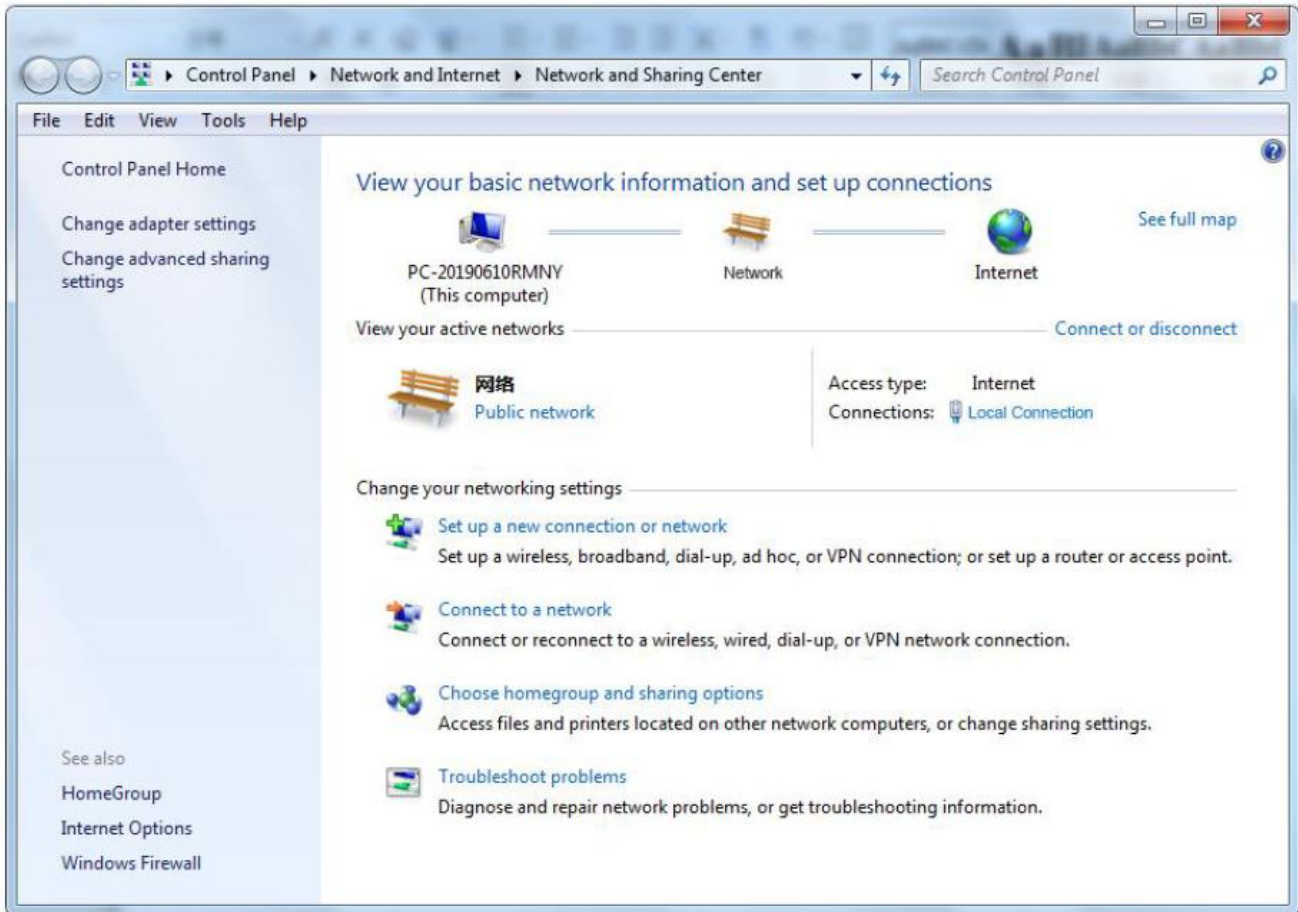 Control Panel Network and Internet Network and Sharing Center Search Control Panel
File Edit View Tools Help
Control Panel Home
Change adapter settings
Change advanced sharing
settings
See also
HomeGroup
Internet Options
Windows Firewall
View your basic network information and set up connections
See full map
PC-20190610RMNY
(This computer)
Network
Internet
View your active networks Connect or disconnect
网络
Public network
Access type: Internet
Connections: Local Connection
Change your networking settings
Set up a new connection or network
Set up a wireless, broadband, dial-up, ad hoc, or VPN connection; or set up a router or access point.
Connect to a network
Connect or reconnect to a wireless, wired, dial-up, or VPN network connection.
Choose homegroup and sharing options
Access files and printers located on other network computers, or change sharing settings.
Troubleshoot problems
Diagnose and repair network problems, or get troubleshooting information.